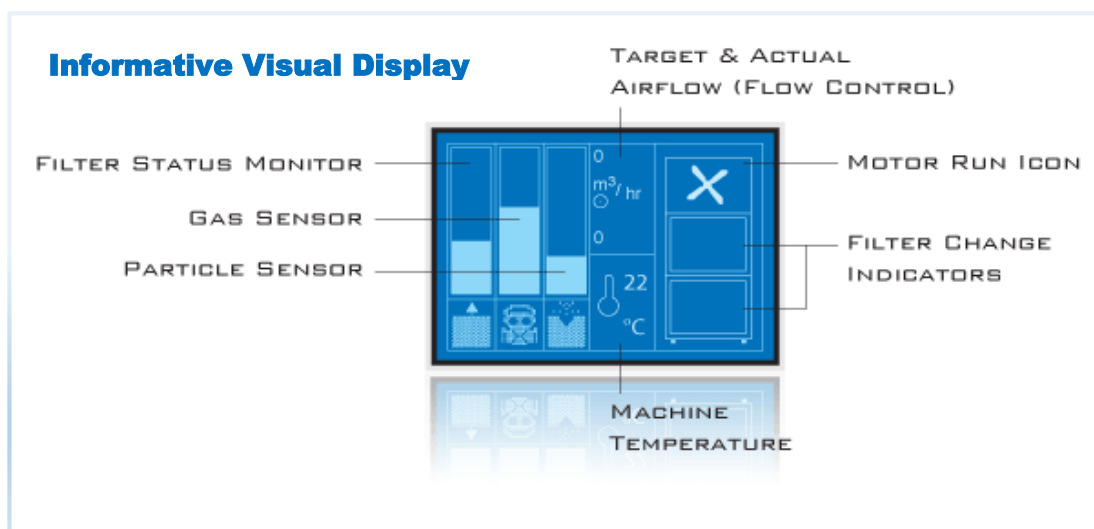 Informative Visual Display
TARGET & ACTUAL
AIRFLOW (FLOW CONTROL)
FILTER STATUS MONITOR
GAS SENSOR
PARTICLE SENSOR
0
m³/ hr
0
22
°C
MOTOR RUN ICON
FILTER CHANGE
INDICATORS
MACHINE
TEMPERATURE